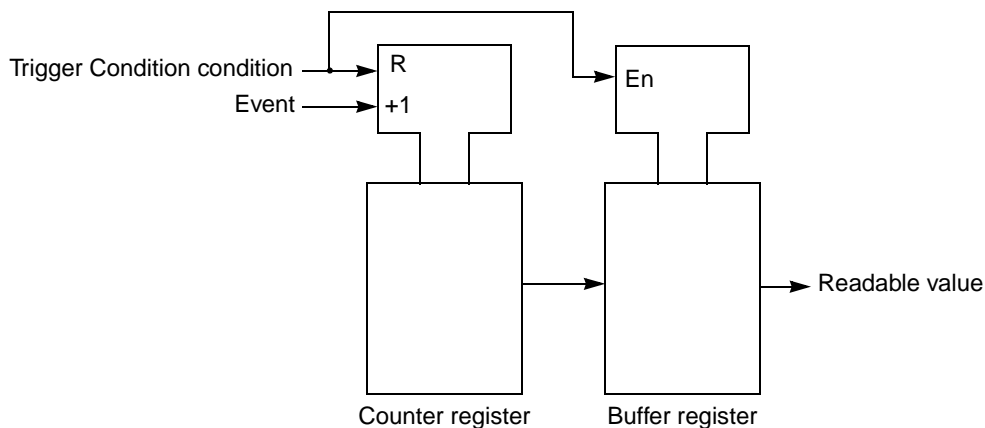 Trigger Condition condition
R
En
Event
+1
Readable value
Counter register
Buffer register